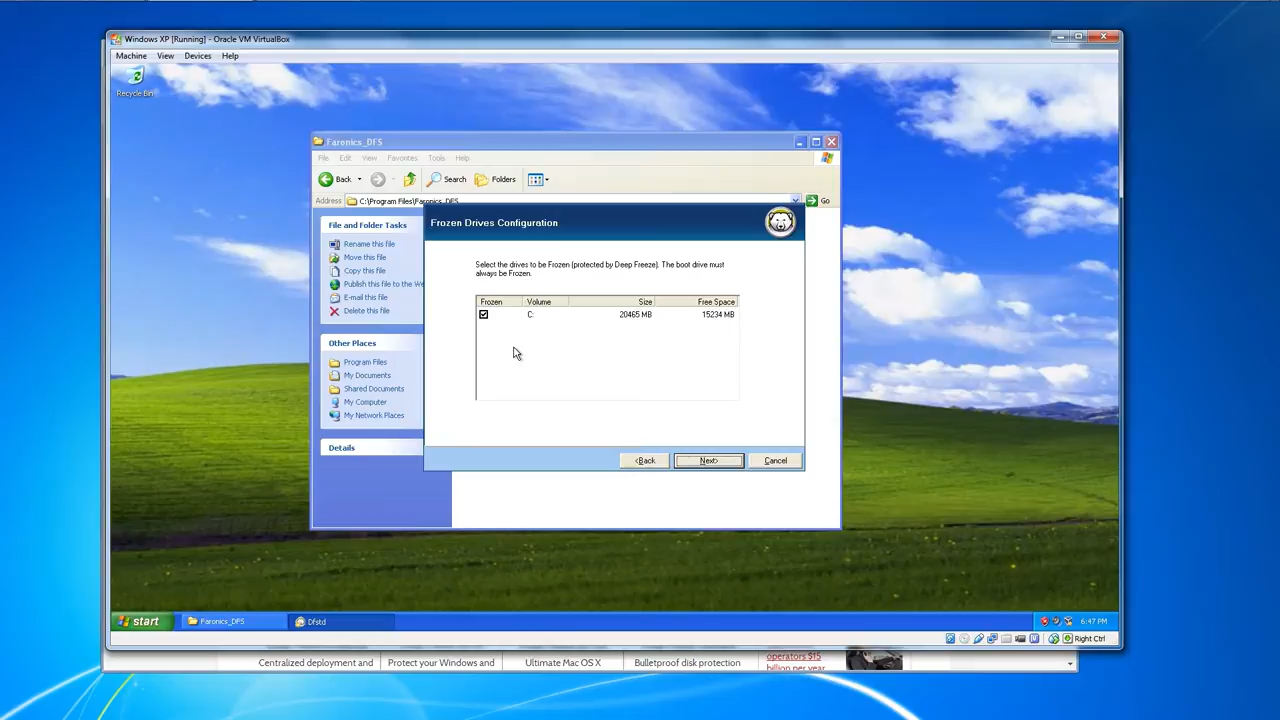 Windows XP [Running] - Oracle VM VirtualBox
Machine View Devices Help
Recycle Bin
Faronics_DFS
File Edit View Favorites Tools Help
Back Search Folders
Address C:\Program Files\Faronics_DFS Go
File and Folder Tasks
Rename this file
Move this file
Copy this file
Publish this file to the We
E-mail this file
Delete this file
Other Places
Program Files
My Documents
Shared Documents
My Computer
My Network Places
Details
Frozen Drives Configuration
Select the drives to be Frozen (protected by Deep Freeze). The boot drive must
always be Frozen.
Frozen Volume Size Free Space
C: 20465 MB 15234 MB
<Back Next> Cancel
start Faronics_DFS Dfstd 6:47 PM
Right Ctrl
Centralized deployment and Protect your Windows and Ultimate Mac OS X Bulletproof disk protection
operators $15
billion per year